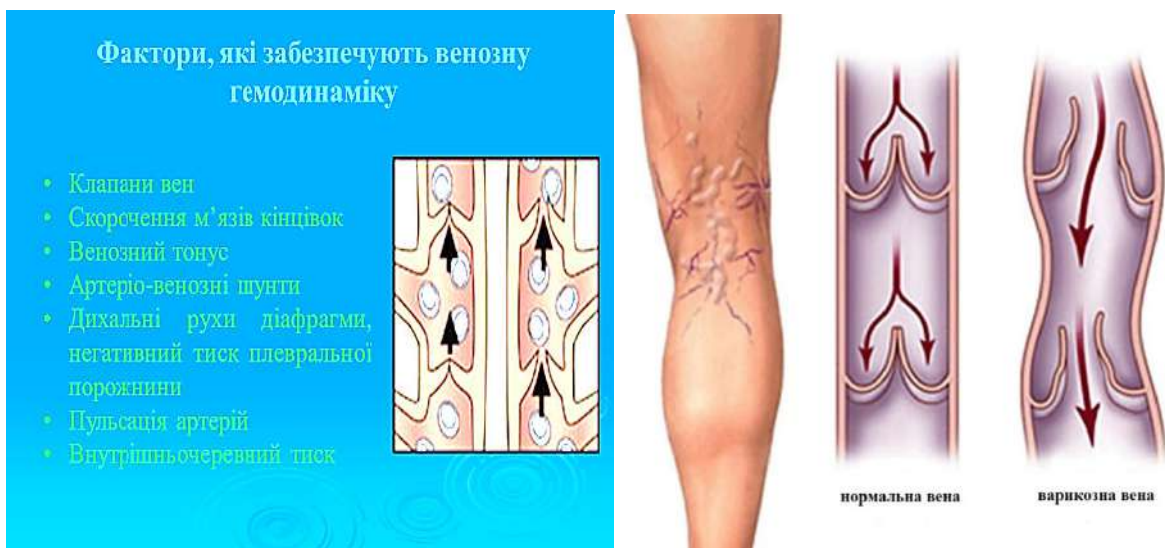 Фактори, які забезпечують венозну
гемодинаміку
• Клапани вен
• Скорочення м’язів кінцівок
• Венозний тонус
• Артеріо-венозні шунти
• Дихальні рухи діафрагми,
негативний тиск плевральної
порожнини
• Пульсація артерій
• Внутрішньочеревний тиск
нормальна вена
варикозна вена